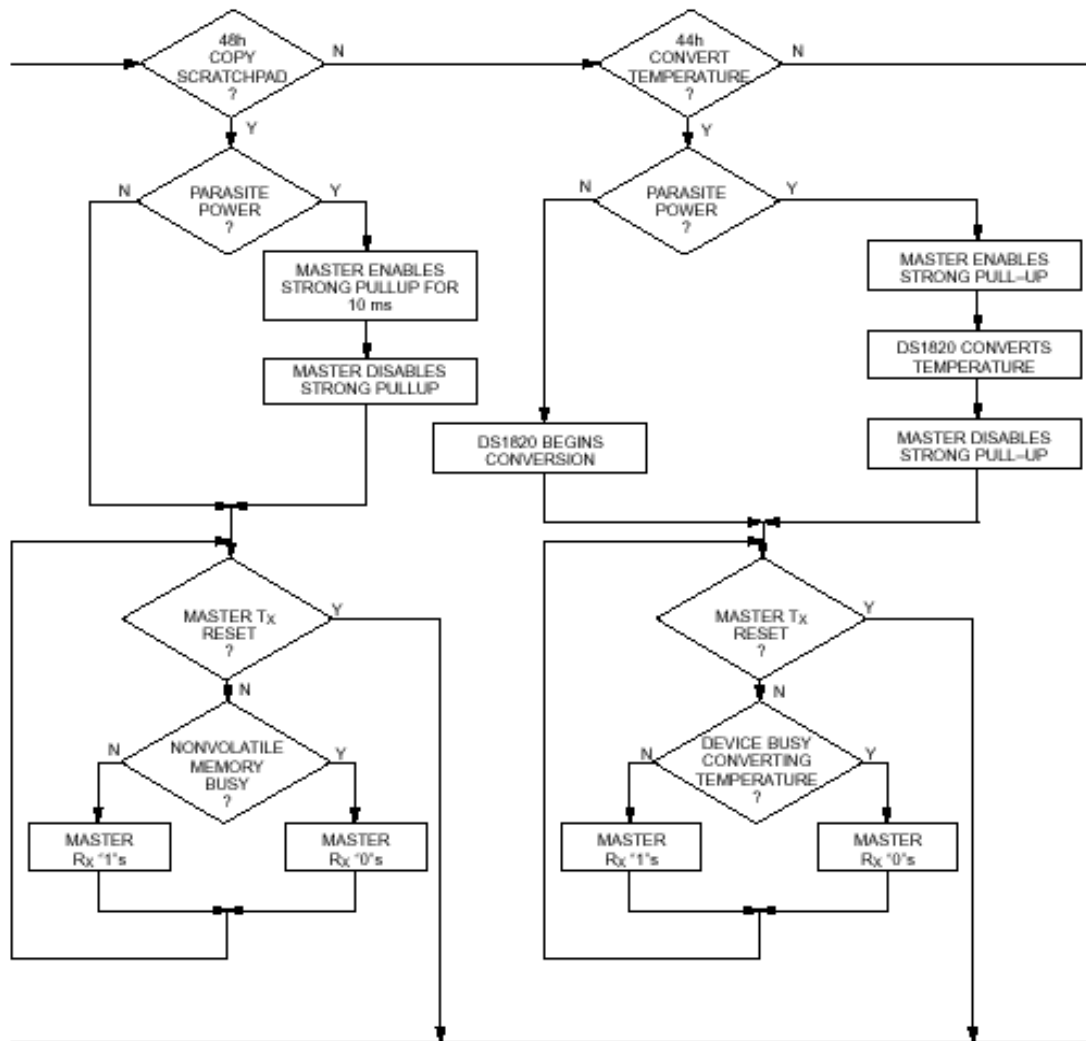 48h
COPY
SCRATCHPAD
?
N
Y
44h
CONVERT
TEMPERATURE
?
N
Y
N
PARASITE
POWER
?
Y
MASTER ENABLES
STRONG PULLUP FOR
10 ms
MASTER DISABLES
STRONG PULLUP
N
PARASITE
POWER
?
Y
MASTER ENABLES
STRONG PULL–UP
DS1820 CONVERTS
TEMPERATURE
MASTER DISABLES
STRONG PULL–UP
DS1820 BEGINS
CONVERSION
MASTER TX
RESET
?
Y
N
N
NONVOLATILE
MEMORY
BUSY
?
Y
MASTER
RX “1”s
MASTER
RX “0”s
MASTER TX
RESET
?
Y
N
N
DEVICE BUSY
CONVERTING
TEMPERATURE
?
Y
MASTER
RX “1”s
MASTER
RX “0”s